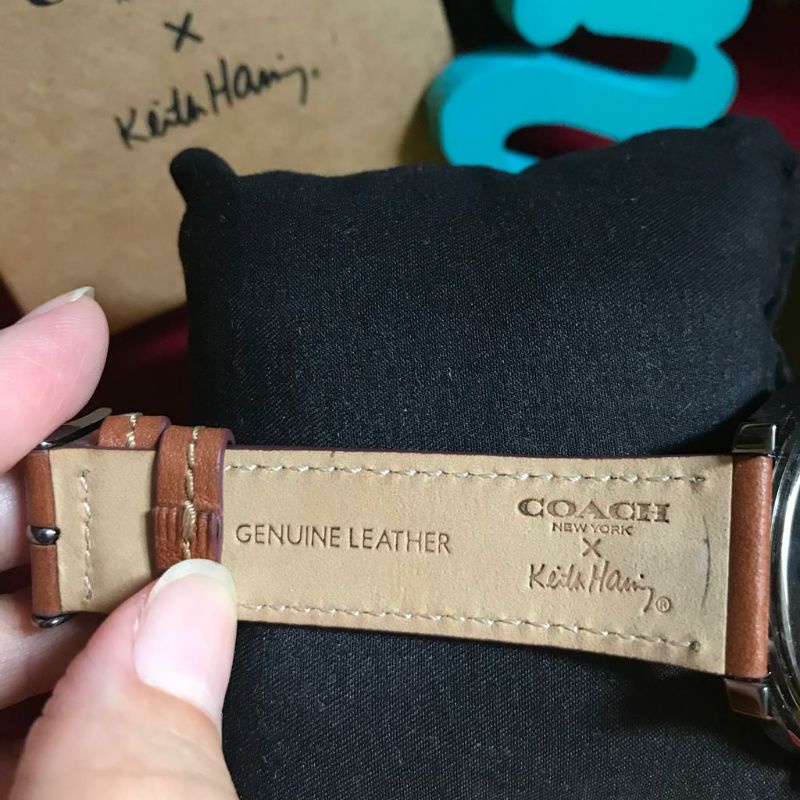 ×
Keith Haring.
GENUINE LEATHER
COACH
NEW YORK
×
Keith Haring ®